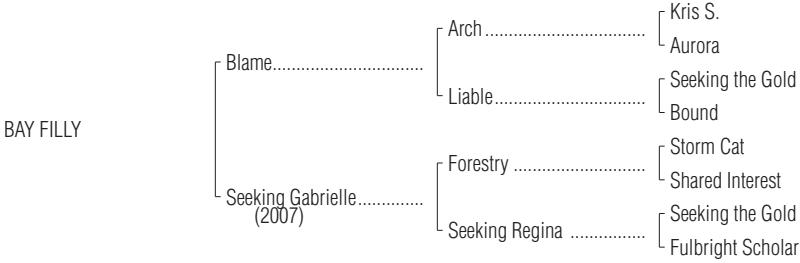 Kris S.
Arch
Aurora
Blame
Seeking the Gold
Liable
Bound
BAY FILLY
Storm Cat
Forestry
Shared Interest
Seeking Gabrielle
(2007)
Seeking the Gold
Seeking Regina
Fulbright Scholar